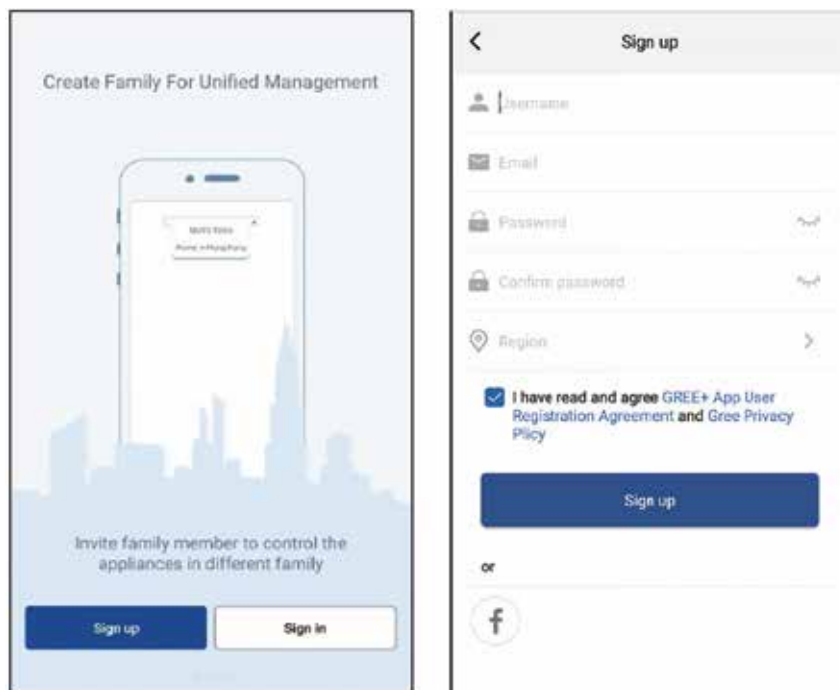 Create Family For Unified Management
Invite family member to control the
appliances in different family
Sign up
Sign in
Sign up
Username
Email
Password
Confirm password
Region
I have read and agree GREE+ App User
Registration Agreement and Gree Privacy
Plicy
Sign up
or
f